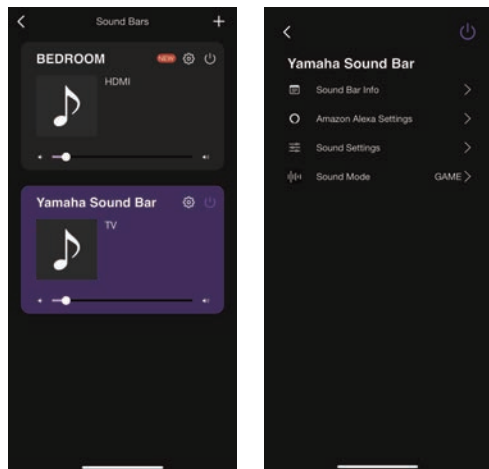 Sound Bars
BEDROOM NEW
HDMI
Yamaha Sound Bar
TV
Yamaha Sound Bar
Sound Bar Info
Amazon Alexa Settings
Sound Settings
Sound Mode GAME